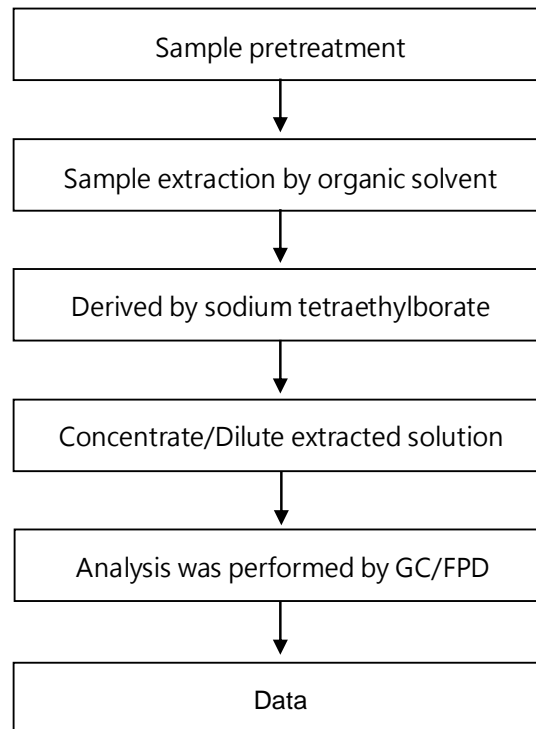 Sample pretreatment
Sample extraction by organic solvent
Derived by sodium tetraethylborate
Concentrate/Dilute extracted solution
Analysis was performed by GC/FPD
Data